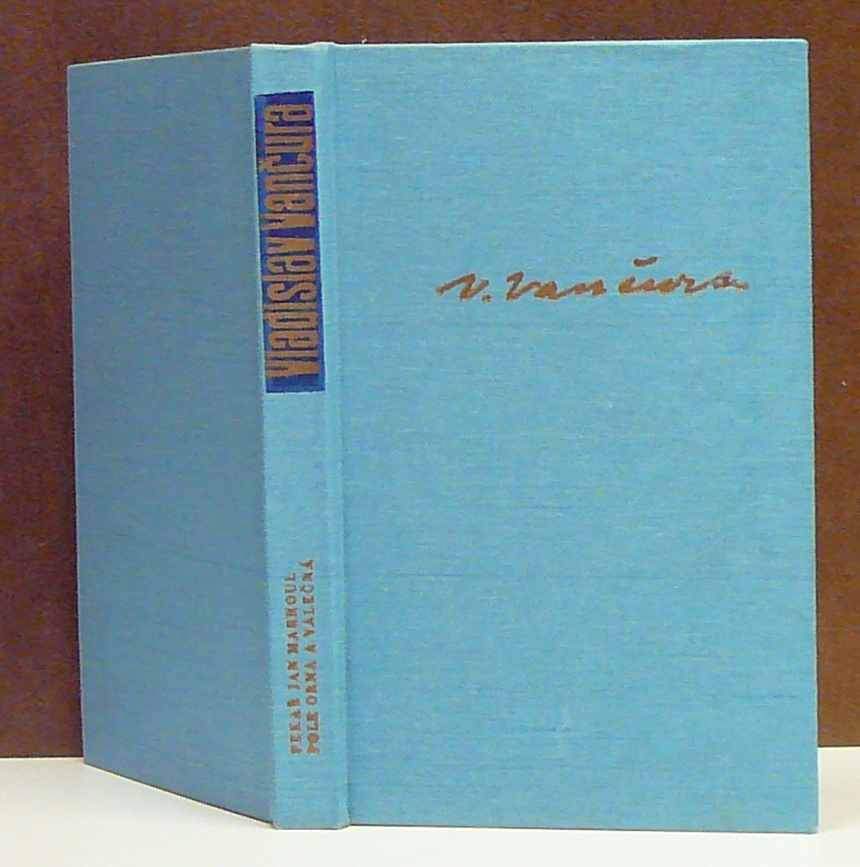 Vladislav Vančura
PEKAŘ JAN MARHOUL
POLE ORNÁ A VÁLEČNÁ
V. Vančura